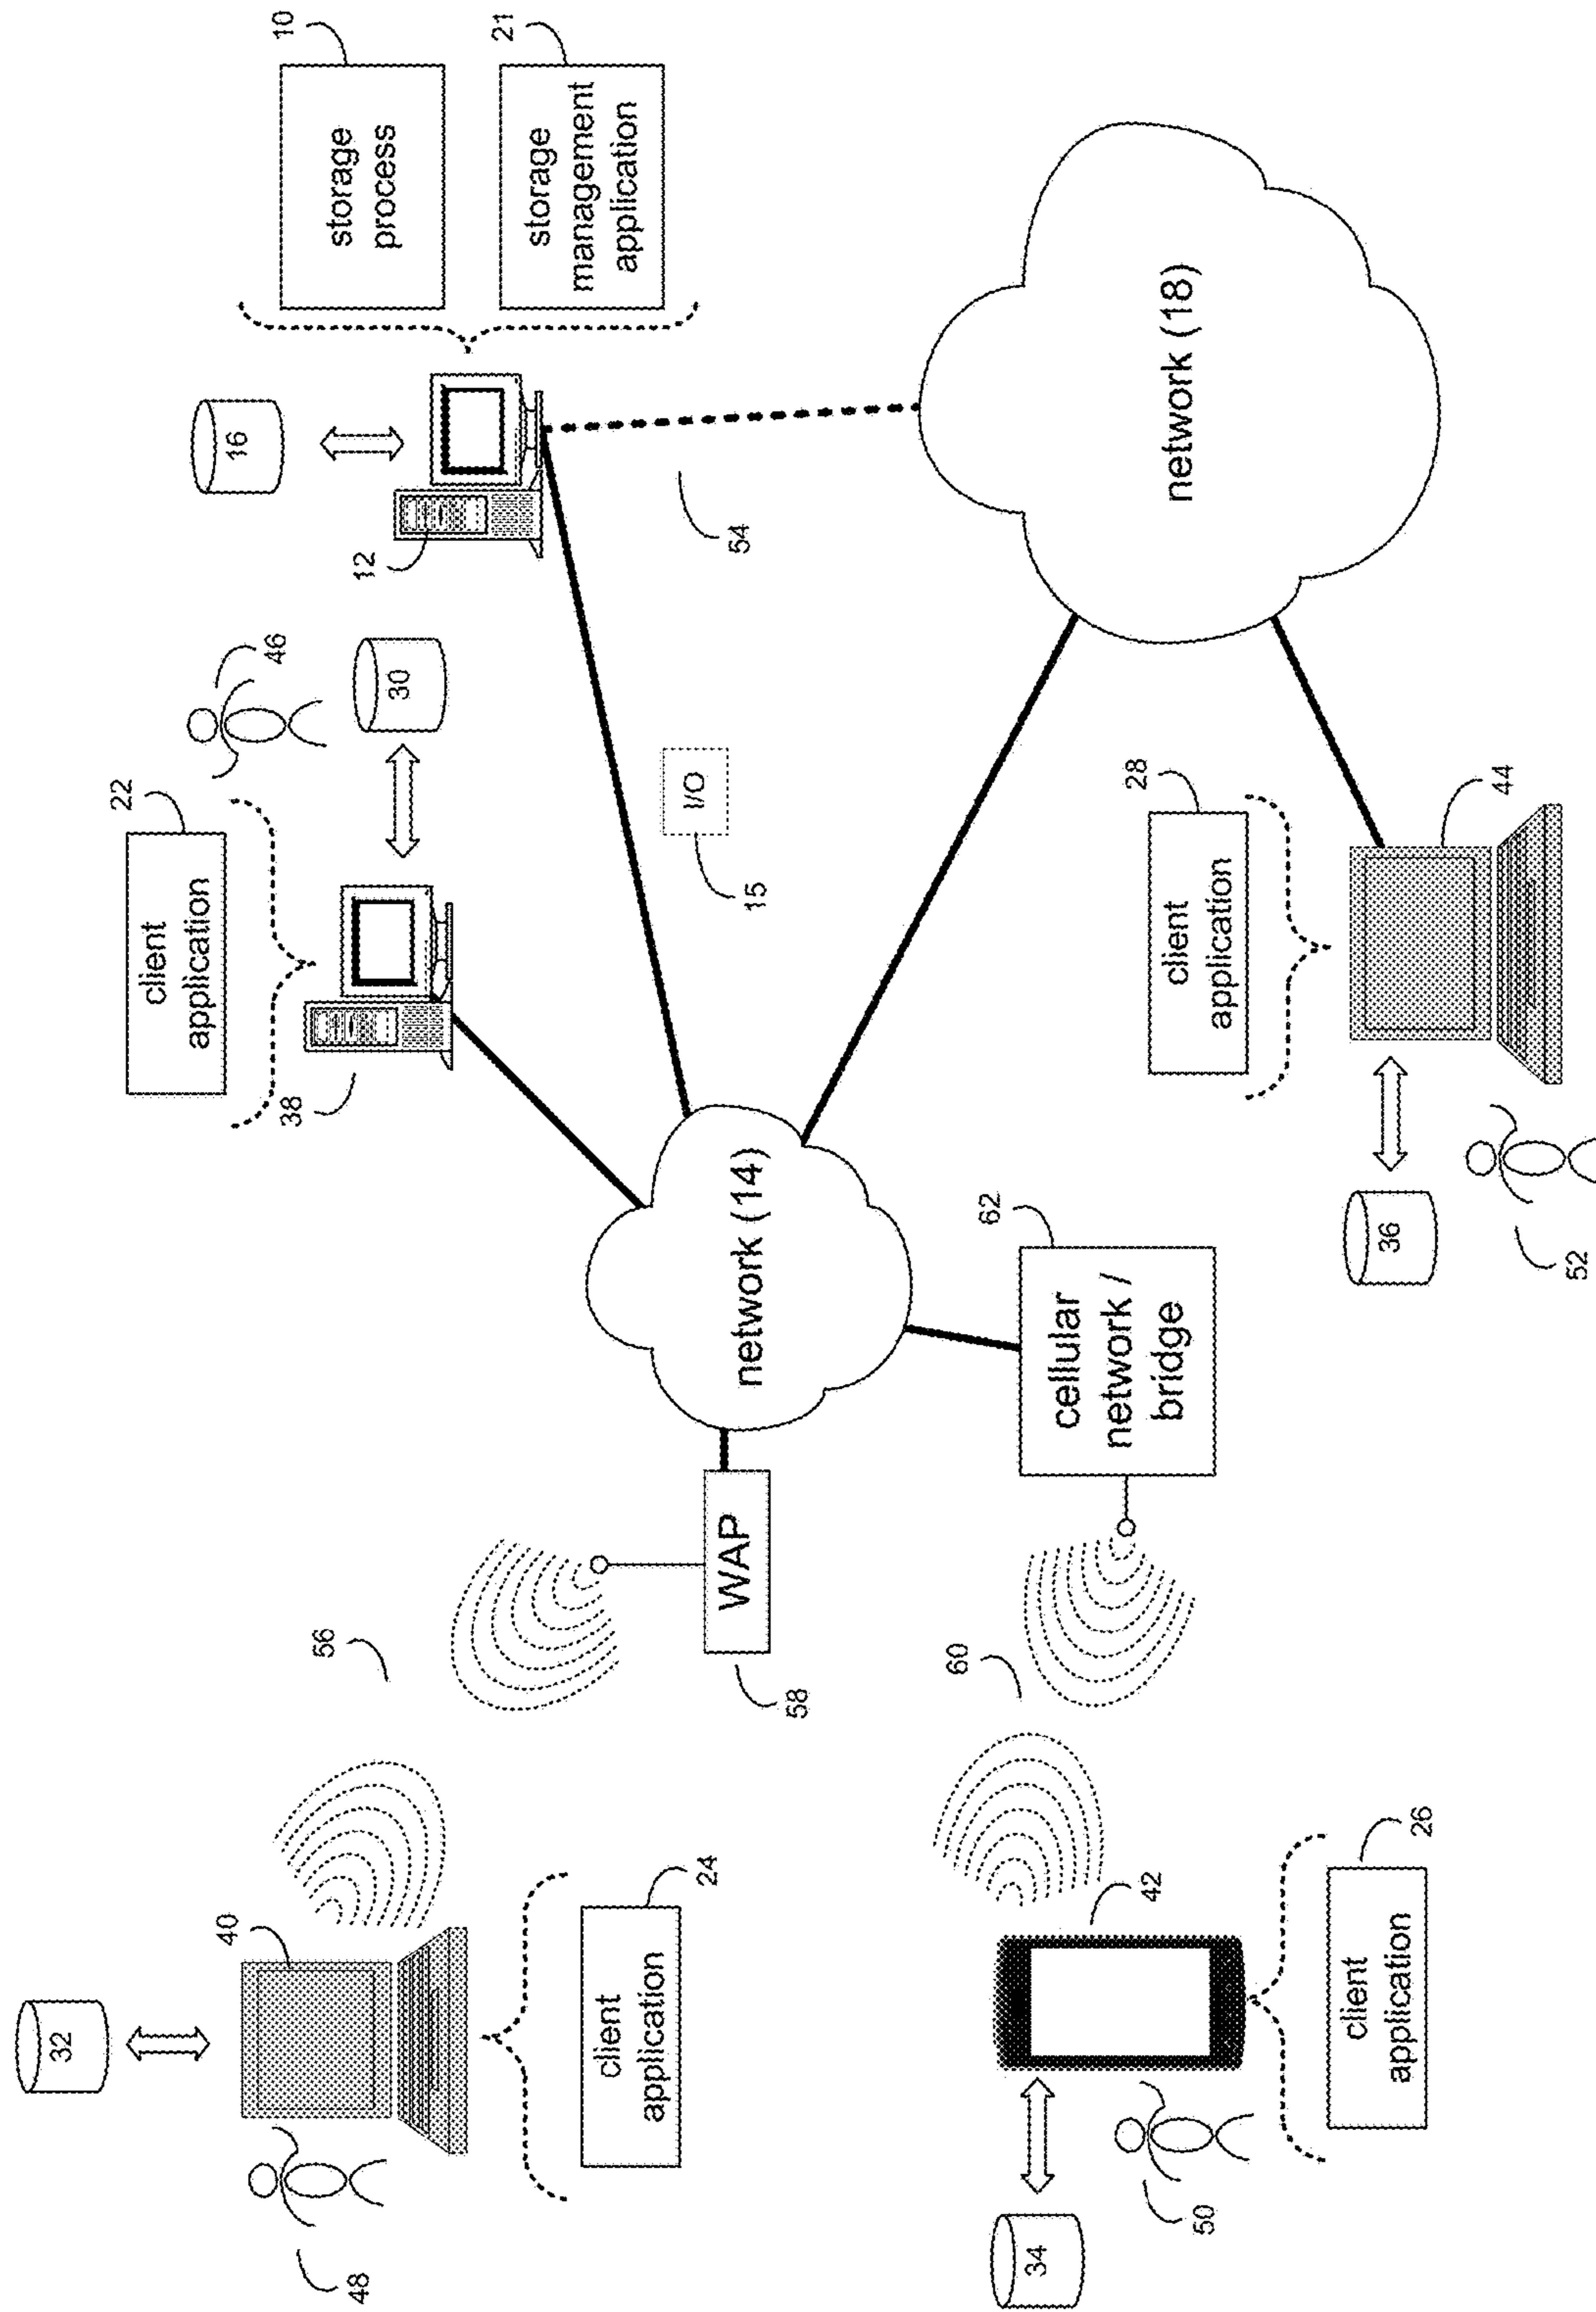 10
storage
process
21
storage
management
application
16
12
54
network (18)
46
30
22
client
application
38
I/O
15
28
client
application
44
36
52
network (14)
62
cellular
network /
bridge
WAP
58
56
60
32
40
24
client
application
48
42
26
client
application
34
50